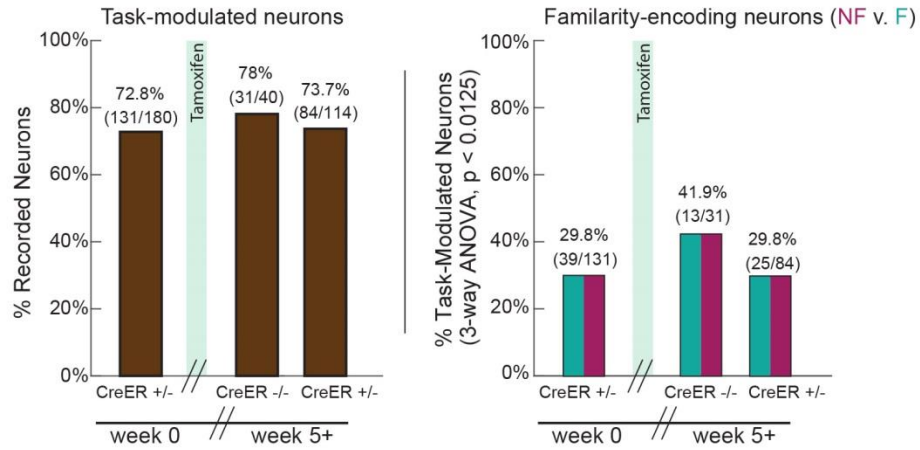 Task-modulated neurons
% Recorded Neurons
100%
80%
60%
40%
20%
0%
72.8%
(131/180)
Tamoxifen
78%
(31/40)
73.7%
(84/114)
CreER +/-
CreER -/-
CreER +/-
week 0
week 5+
Familarity-encoding neurons (NF v. F)
% Task-Modulated Neurons
(3-way ANOVA, p < 0.0125)
100%
80%
60%
40%
20%
0%
29.8%
(39/131)
Tamoxifen
41.9%
(13/31)
29.8%
(25/84)
CreER +/-
CreER -/-
CreER +/-
week 0
week 5+